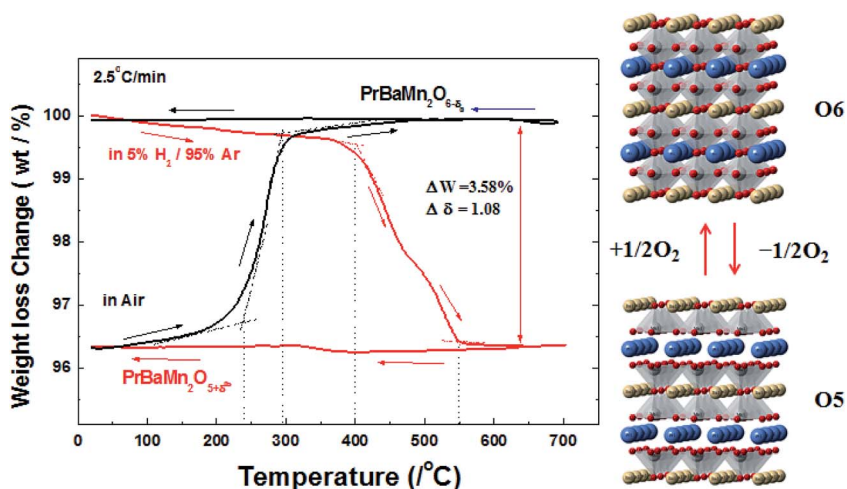 2.5°C/min
PrBaMn₂O₆₋δ
in 5% H₂ / 95% Ar
ΔW =3.58%
Δ δ = 1.08
in Air
PrBaMn₂O₅₊δ
100
99
98
97
96
Weight loss Change ( wt / %)
0 100 200 300 400 500 600 700
Temperature (/°C)
O6
+1/2O₂ −1/2O₂
O5